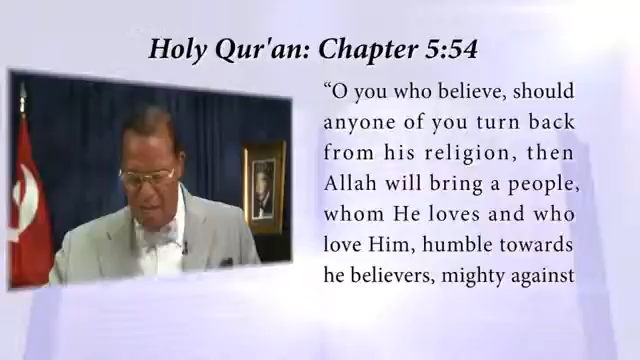 Holy Qur'an: Chapter 5:54
“O you who believe, should
anyone of you turn back
from his religion, then
Allah will bring a people,
whom He loves and who
love Him, humble towards
he believers, mighty against